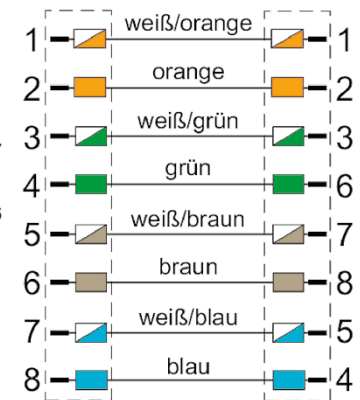 1 weiß/orange 1
2 orange 2
3 weiß/grün 3
4 grün 6
5 weiß/braun 7
6 braun 8
7 weiß/blau 5
8 blau 4